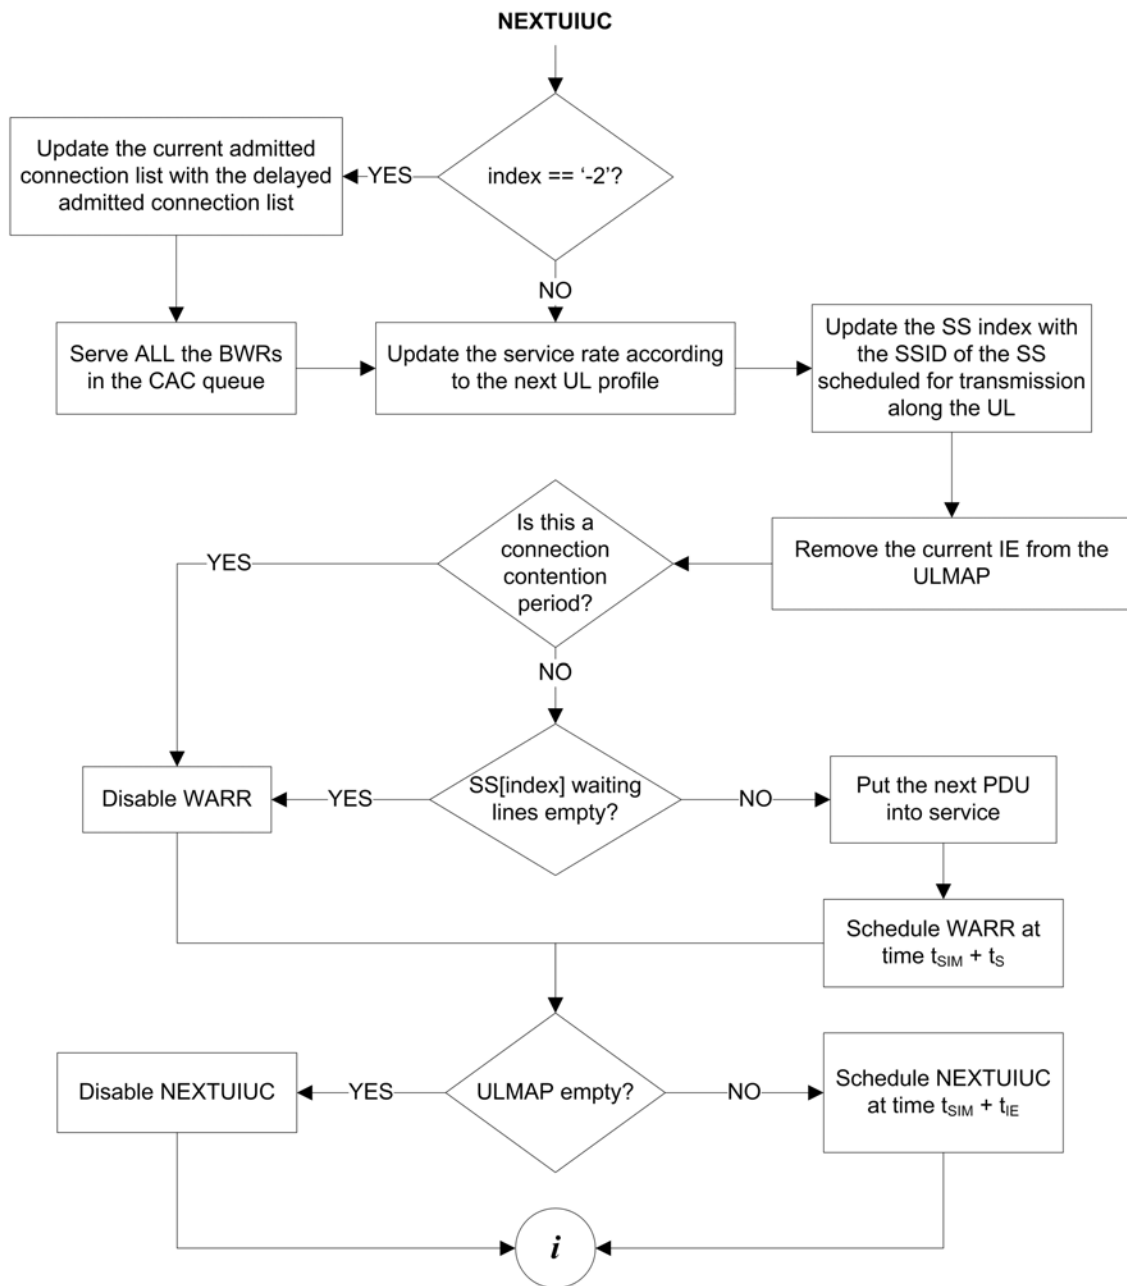 NEXTUIUC
index == ‘-2’?
YES
Update the current admitted
connection list with the delayed
admitted connection list
NO
Serve ALL the BWRs
in the CAC queue
Update the service rate according
to the next UL profile
Update the SS index with
the SSID of the SS
scheduled for transmission
along the UL
Remove the current IE from the
ULMAP
Is this a
connection
contention
period?
YES
NO
Disable WARR
YES
SS[index] waiting
lines empty?
NO
Put the next PDU
into service
Schedule WARR at
time tSIM + tS
Disable NEXTUIUC
YES
ULMAP empty?
NO
Schedule NEXTUIUC
at time tSIM + tIE
i